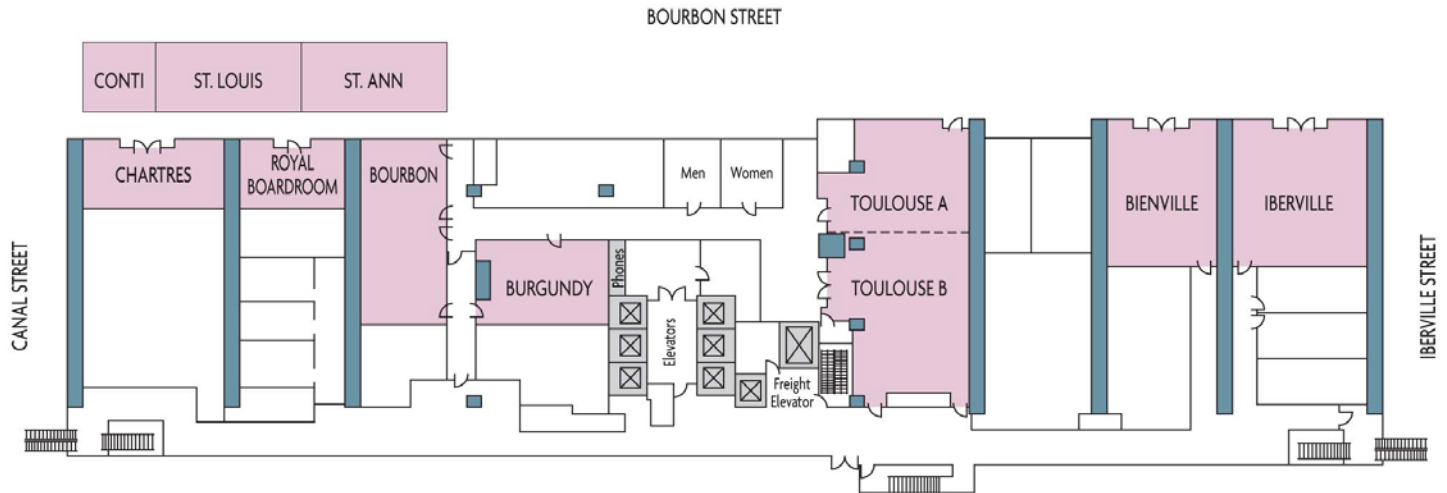 BOURBON STREET
CONTI
ST. LOUIS
ST. ANN
CHARTRES
ROYAL
BOARDROOM
BOURBON
Men
Women
TOULOUSE A
BIENVILLE
IBERVILLE
CANAL STREET
BURGUNDY
Phones
TOULOUSE B
IBERVILLE STREET
Elevators
Freight
Elevator